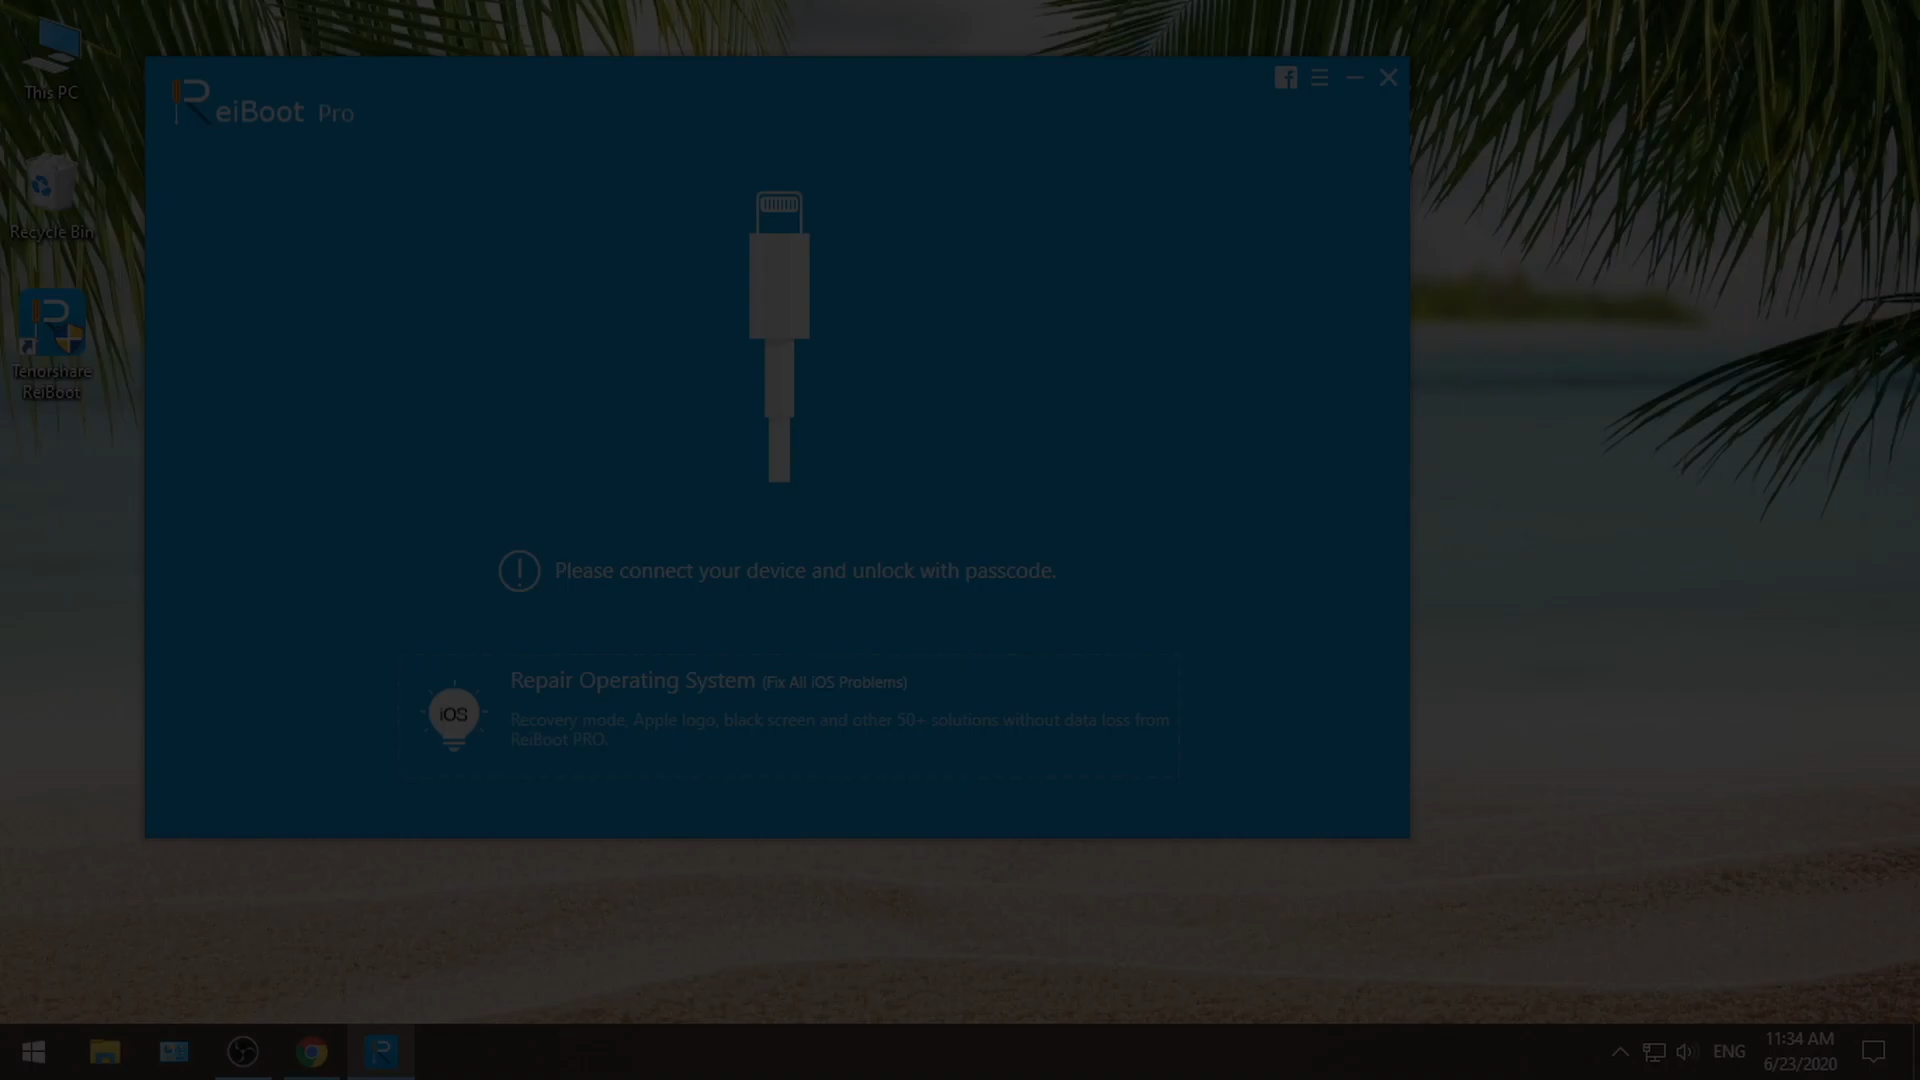 This PC
Recycle Bin
Tenorshare
ReiBoot
ReiBoot Pro
Please connect your device and unlock with passcode.
Repair Operating System (Fix All iOS Problems)
iOS
Recovery mode, Apple logo, black screen and other 50+ solutions without data loss from
ReiBoot PRO.
ENG
11:34 AM
6/23/2020